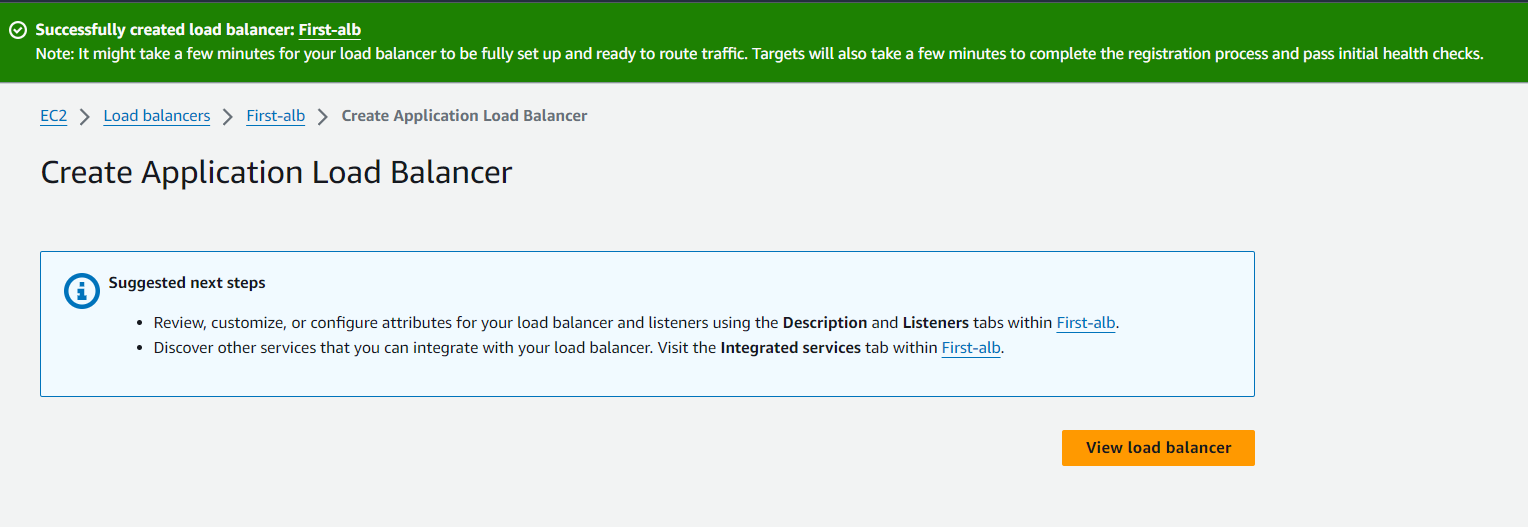 Successfully created load balancer: First-alb
Note: It might take a few minutes for your load balancer to be fully set up and ready to route traffic. Targets will also take a few minutes to complete the registration process and pass initial health checks.
EC2 > Load balancers > First-alb > Create Application Load Balancer
Create Application Load Balancer
Suggested next steps
• Review, customize, or configure attributes for your load balancer and listeners using the Description and Listeners tabs within First-alb.
• Discover other services that you can integrate with your load balancer. Visit the Integrated services tab within First-alb.
View load balancer